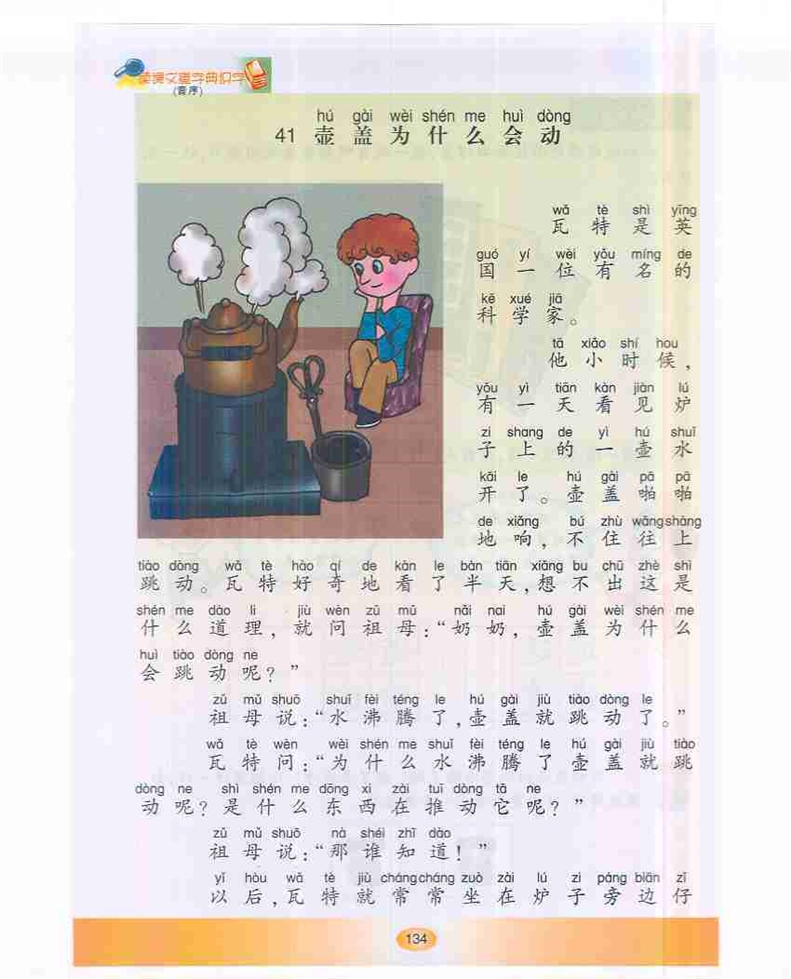 读课文查字典识字
(音序)
hú gài wèi shén me huì dòng
41 壶盖为什么会动
wǎ tè shì yīng
瓦特是英
guó yí wèi yǒu míng de
国一位有名的
kē xué jiā
科学家。
tā xiǎo shí hou
他小时候,
yǒu yì tiān kàn jiàn lú
有一天看见炉
zi shang de yì hú shuǐ
子上的一壶水
kāi le hú gài pā pā
开了。壶盖啪啪
de xiǎng bú zhù wǎng shàng
地响,不住往上
tiào dòng wǎ tè hào qí de kàn le bàn tiān xiǎng bu chū zhè shì
跳动。瓦特好奇地看了半天,想不出这是
shén me dào li jiù wèn zǔ mǔ nǎi nai hú gài wèi shén me
什么道理,就问祖母:“奶奶,壶盖为什么
huì tiào dòng ne
会跳动呢?”
zǔ mǔ shuō shuǐ fèi téng le hú gài jiù tiào dòng le
祖母说:“水沸腾了,壶盖就跳动了。”
wǎ tè wèn wèi shén me shuǐ fèi téng le hú gài jiù tiào
瓦特问:“为什么水沸腾了壶盖就跳
dòng ne shì shén me dōng xi zài tuī dòng tā ne
动呢?是什么东西在推动它呢?”
zǔ mǔ shuō nà shéi zhī dào
祖母说:“那谁知道!”
yǐ hòu wǎ tè jiù cháng cháng zuò zài lú zi páng biān zǐ
以后,瓦特就常常坐在炉子旁边仔
134